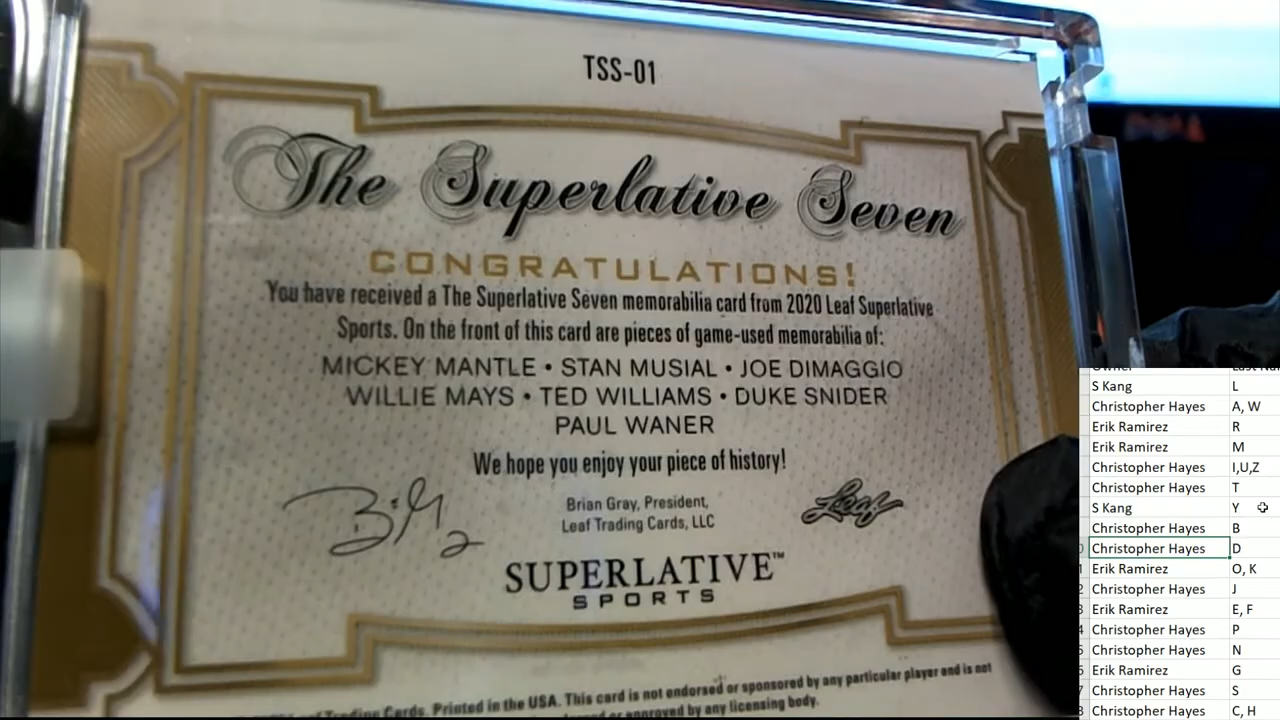 TSS-01
The Superlative Seven
CONGRATULATIONS!
You have received a The Superlative Seven memorabilia card from 2020 Leaf Superlative
Sports. On the front of this card are pieces of game-used memorabilia of:
MICKEY MANTLE • STAN MUSIAL • JOE DIMAGGIO
WILLIE MAYS • TED WILLIAMS • DUKE SNIDER
PAUL WANER
We hope you enjoy your piece of history!
Brian Gray, President,
Leaf Trading Cards, LLC
Leaf
SUPERLATIVE™
SPORTS
Trading Cards. Printed in the USA. This card is not endorsed or sponsored by any particular player and is not
or approved by any licensing body.
Owner Last
S Kang L
Christopher Hayes A, W
Erik Ramirez R
Erik Ramirez M
Christopher Hayes I,U,Z
Christopher Hayes T
S Kang Y
Christopher Hayes B
Christopher Hayes D
Erik Ramirez O, K
Christopher Hayes J
Erik Ramirez E, F
Christopher Hayes P
Christopher Hayes N
Erik Ramirez G
Christopher Hayes S
Christopher Hayes C, H